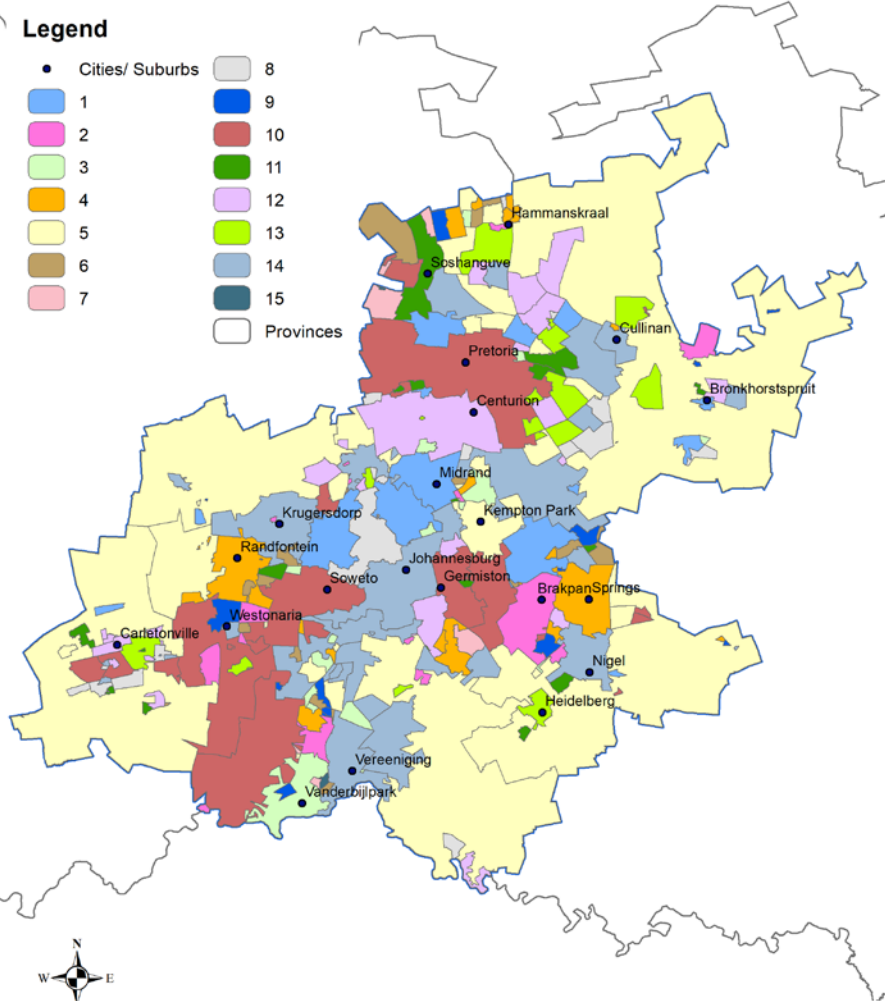 Legend
Cities/ Suburbs
1
2
3
4
5
6
7
8
9
10
11
12
13
14
15
Provinces
Hammanskraal
Soshanguve
Cullinan
Pretoria
Bronkhorstspruit
Centurion
Midrand
Krugersdorp
Kempton Park
Randfontein
Johannesburg
Soweto
Germiston
Brakpan
Springs
Westonaria
Carletonville
Nigel
Heidelberg
Vereeniging
Vanderbijlpark
N
W
E
S